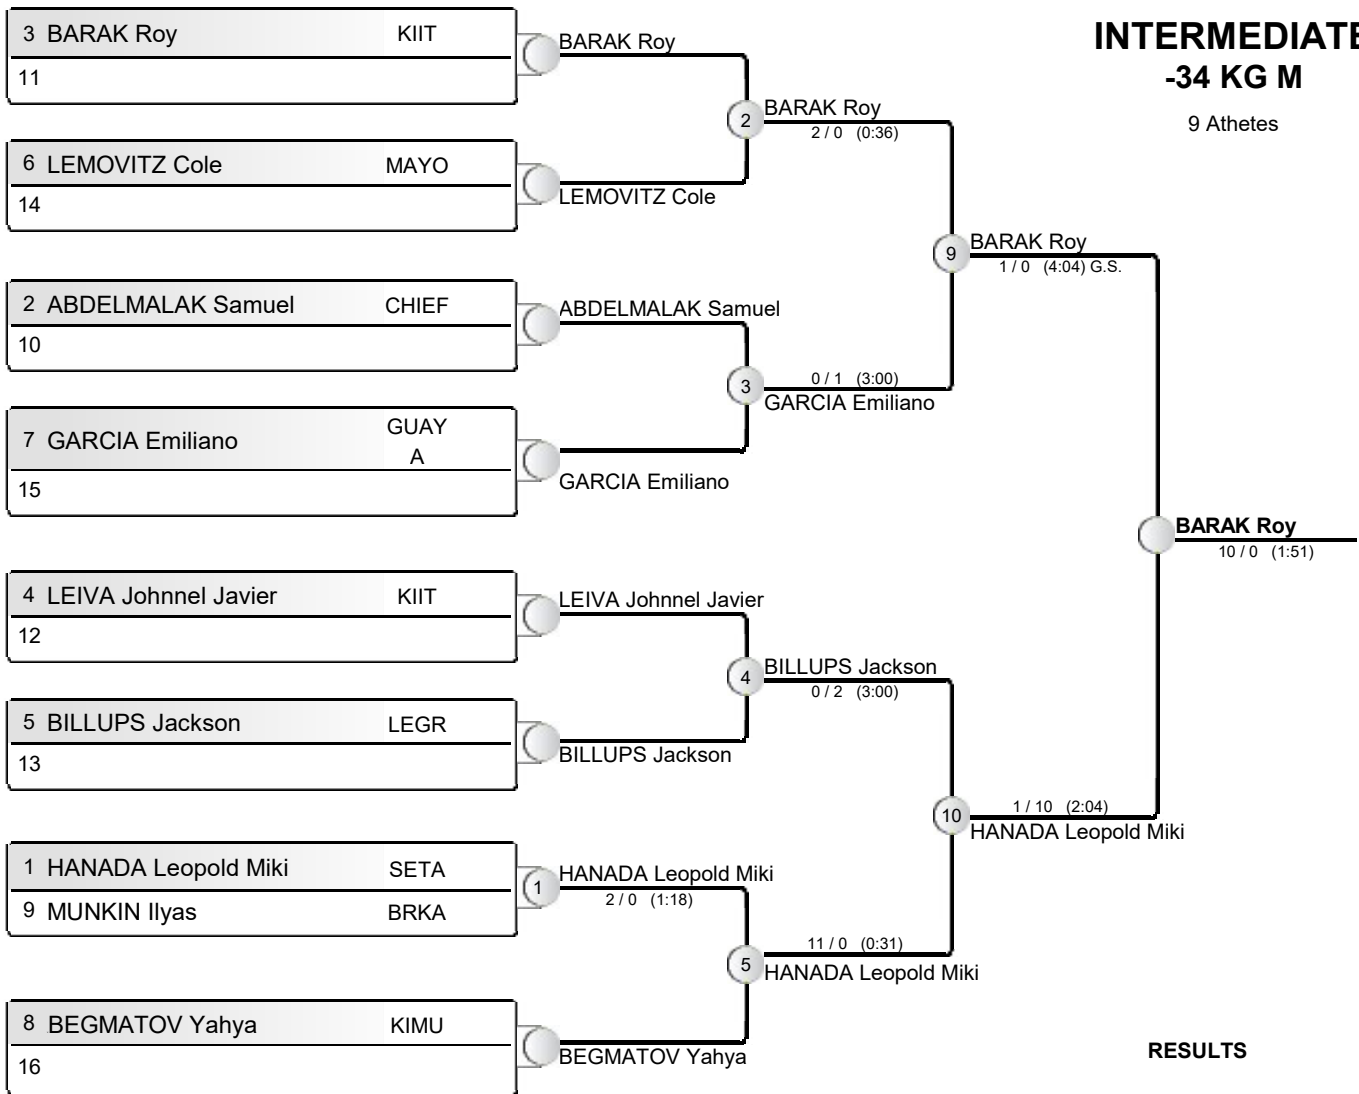 INTERMEDIATE
-34 KG M
9 Athetes
3 BARAK Roy KIIT
11
6 LEMOVITZ Cole MAYO
14
2 ABDELMALAK Samuel CHIEF
10
7 GARCIA Emiliano GUAY
A
15
4 LEIVA Johnnel Javier KIIT
12
5 BILLUPS Jackson LEGR
13
1 HANADA Leopold Miki SETA
9 MUNKIN Ilyas BRKA
8 BEGMATOV Yahya KIMU
16
BARAK Roy
LEMOVITZ Cole
ABDELMALAK Samuel
GARCIA Emiliano
LEIVA Johnnel Javier
BILLUPS Jackson
1 HANADA Leopold Miki
2 / 0 (1:18)
BEGMATOV Yahya
2 BARAK Roy
2 / 0 (0:36)
3 0 / 1 (3:00)
GARCIA Emiliano
4 BILLUPS Jackson
0 / 2 (3:00)
5 11 / 0 (0:31)
HANADA Leopold Miki
9 BARAK Roy
1 / 0 (4:04) G.S.
10 1 / 10 (2:04)
HANADA Leopold Miki
BARAK Roy
10 / 0 (1:51)
RESULTS